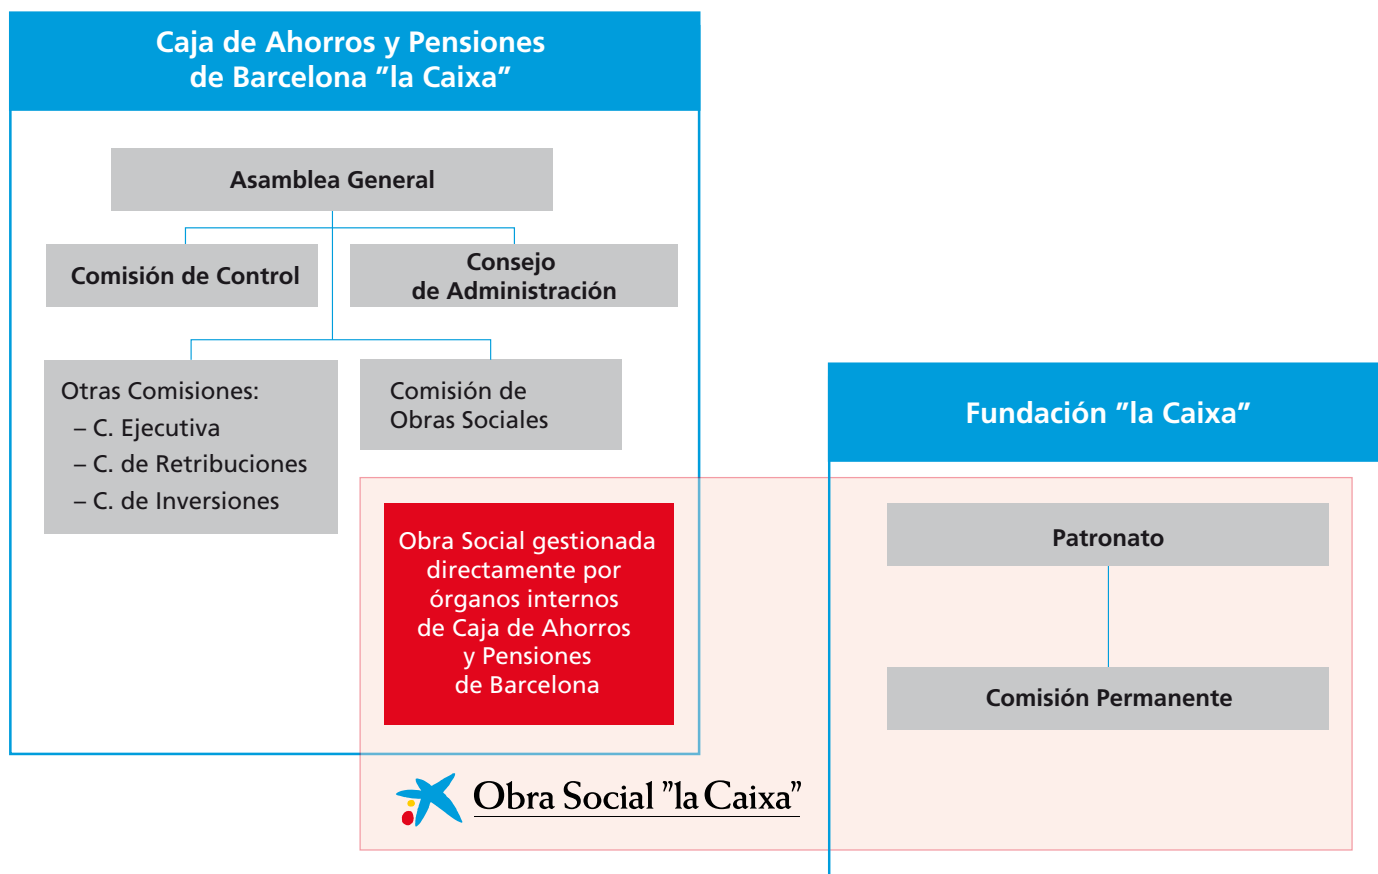 Caja de Ahorros y Pensiones
de Barcelona "la Caixa"
Asamblea General
Comisión de Control
Consejo
de Administración
Otras Comisiones:
– C. Ejecutiva
– C. de Retribuciones
– C. de Inversiones
Comisión de
Obras Sociales
Obra Social gestionada
directamente por
órganos internos
de Caja de Ahorros
y Pensiones
de Barcelona
Fundación "la Caixa"
Patronato
Comisión Permanente
Obra Social "la Caixa"